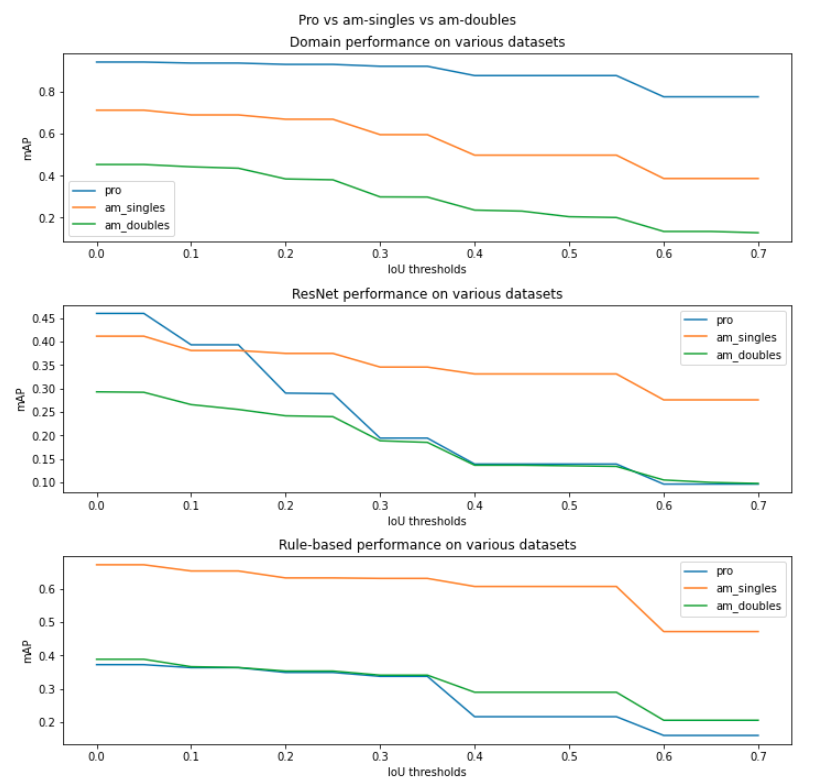 Pro vs am-singles vs am-doubles
Domain performance on various datasets
mAP
0.8
0.6
0.4
0.2
pro
am_singles
am_doubles
0.0 0.1 0.2 0.3 0.4 0.5 0.6 0.7
IoU thresholds
ResNet performance on various datasets
mAP
0.45
0.40
0.35
0.30
0.25
0.20
0.15
0.10
pro
am_singles
am_doubles
0.0 0.1 0.2 0.3 0.4 0.5 0.6 0.7
IoU thresholds
Rule-based performance on various datasets
mAP
0.6
0.5
0.4
0.3
0.2
pro
am_singles
am_doubles
0.0 0.1 0.2 0.3 0.4 0.5 0.6 0.7
IoU thresholds